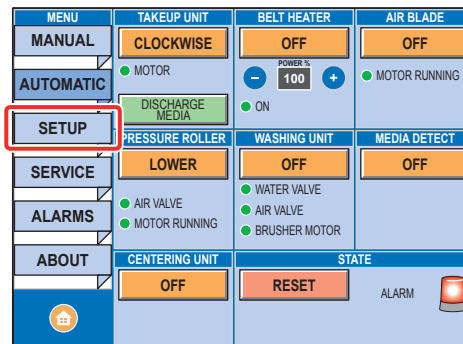 MENU
MANUAL
AUTOMATIC
SETUP
SERVICE
ALARMS
ABOUT
TAKEUP UNIT
CLOCKWISE
MOTOR
DISCHARGE
MEDIA
BELT HEATER
OFF
POWER %
100
ON
AIR BLADE
OFF
MOTOR RUNNING
PRESSURE ROLLER
LOWER
AIR VALVE
MOTOR RUNNING
WASHING UNIT
OFF
WATER VALVE
AIR VALVE
BRUSHER MOTOR
MEDIA DETECT
OFF
CENTERING UNIT
OFF
STATE
RESET
ALARM